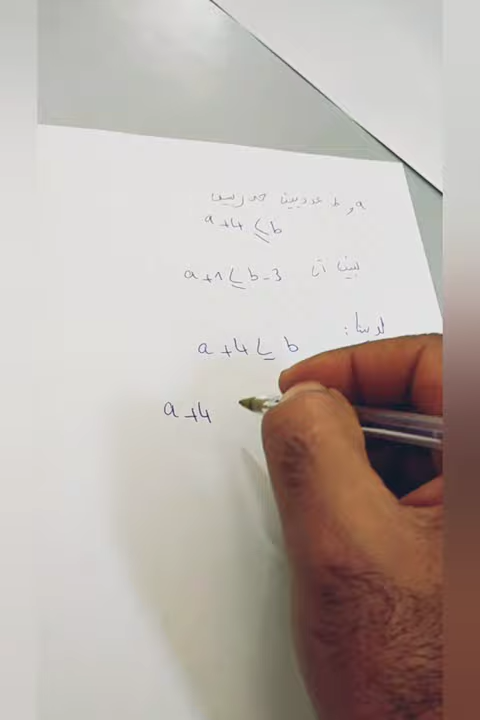 a و b عددين حقيقيين
a+4 ≤ b
بين أن a+1 ≤ b-3
لدينا:
a+4 ≤ b
a+4